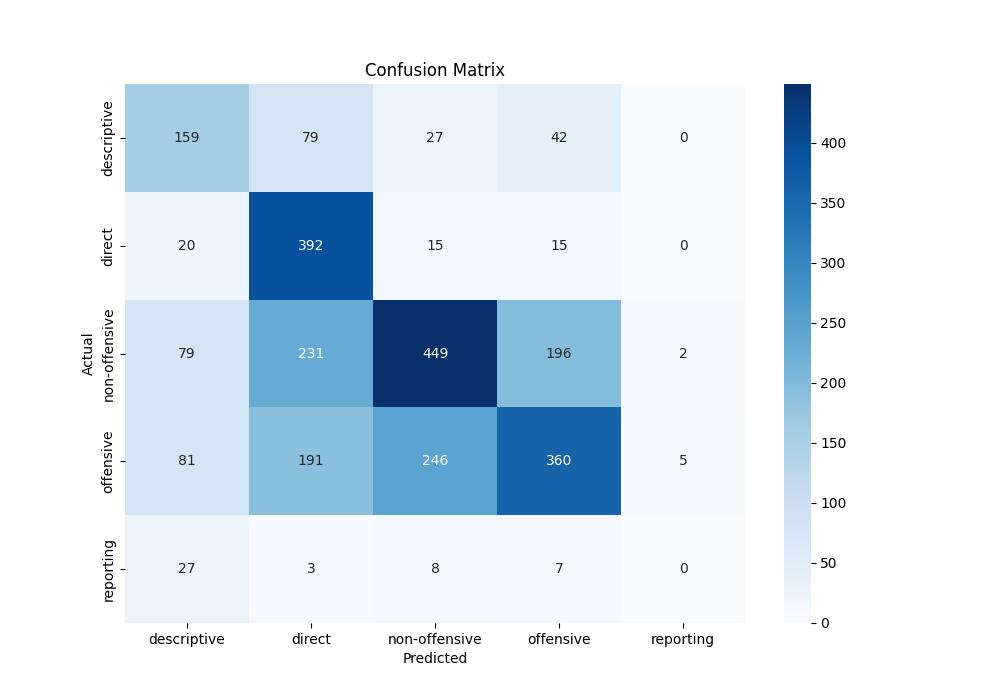 Confusion Matrix
Actual
descriptive 159 79 27 42 0
direct 20 392 15 15 0
non-offensive 79 231 449 196 2
offensive 81 191 246 360 5
reporting 27 3 8 7 0
descriptive direct non-offensive offensive reporting
Predicted
400
350
300
250
200
150
100
50
0